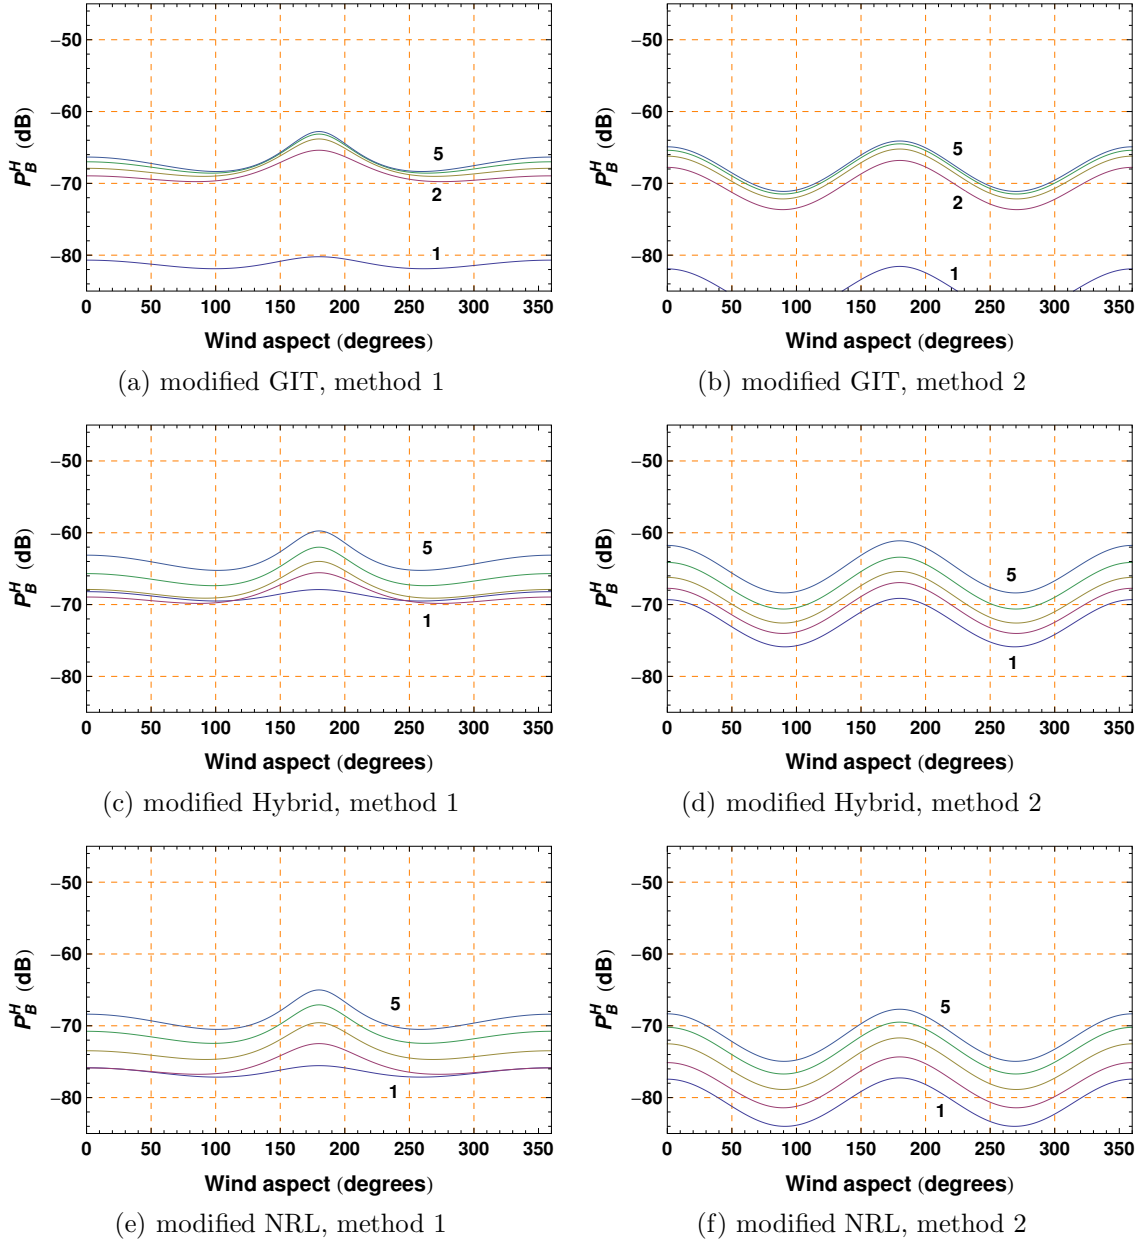 −50
−60
−70
−80
P_B^H (dB)
5
2
1
0 50 100 150 200 250 300 350
Wind aspect (degrees)
(a) modified GIT, method 1
−50
−60
−70
−80
P_B^H (dB)
5
2
1
0 50 100 150 200 250 300 350
Wind aspect (degrees)
(b) modified GIT, method 2
−50
−60
−70
−80
P_B^H (dB)
5
1
0 50 100 150 200 250 300 350
Wind aspect (degrees)
(c) modified Hybrid, method 1
−50
−60
−70
−80
P_B^H (dB)
5
1
0 50 100 150 200 250 300 350
Wind aspect (degrees)
(d) modified Hybrid, method 2
−50
−60
−70
−80
P_B^H (dB)
5
1
0 50 100 150 200 250 300 350
Wind aspect (degrees)
(e) modified NRL, method 1
−50
−60
−70
−80
P_B^H (dB)
5
1
0 50 100 150 200 250 300 350
Wind aspect (degrees)
(f) modified NRL, method 2